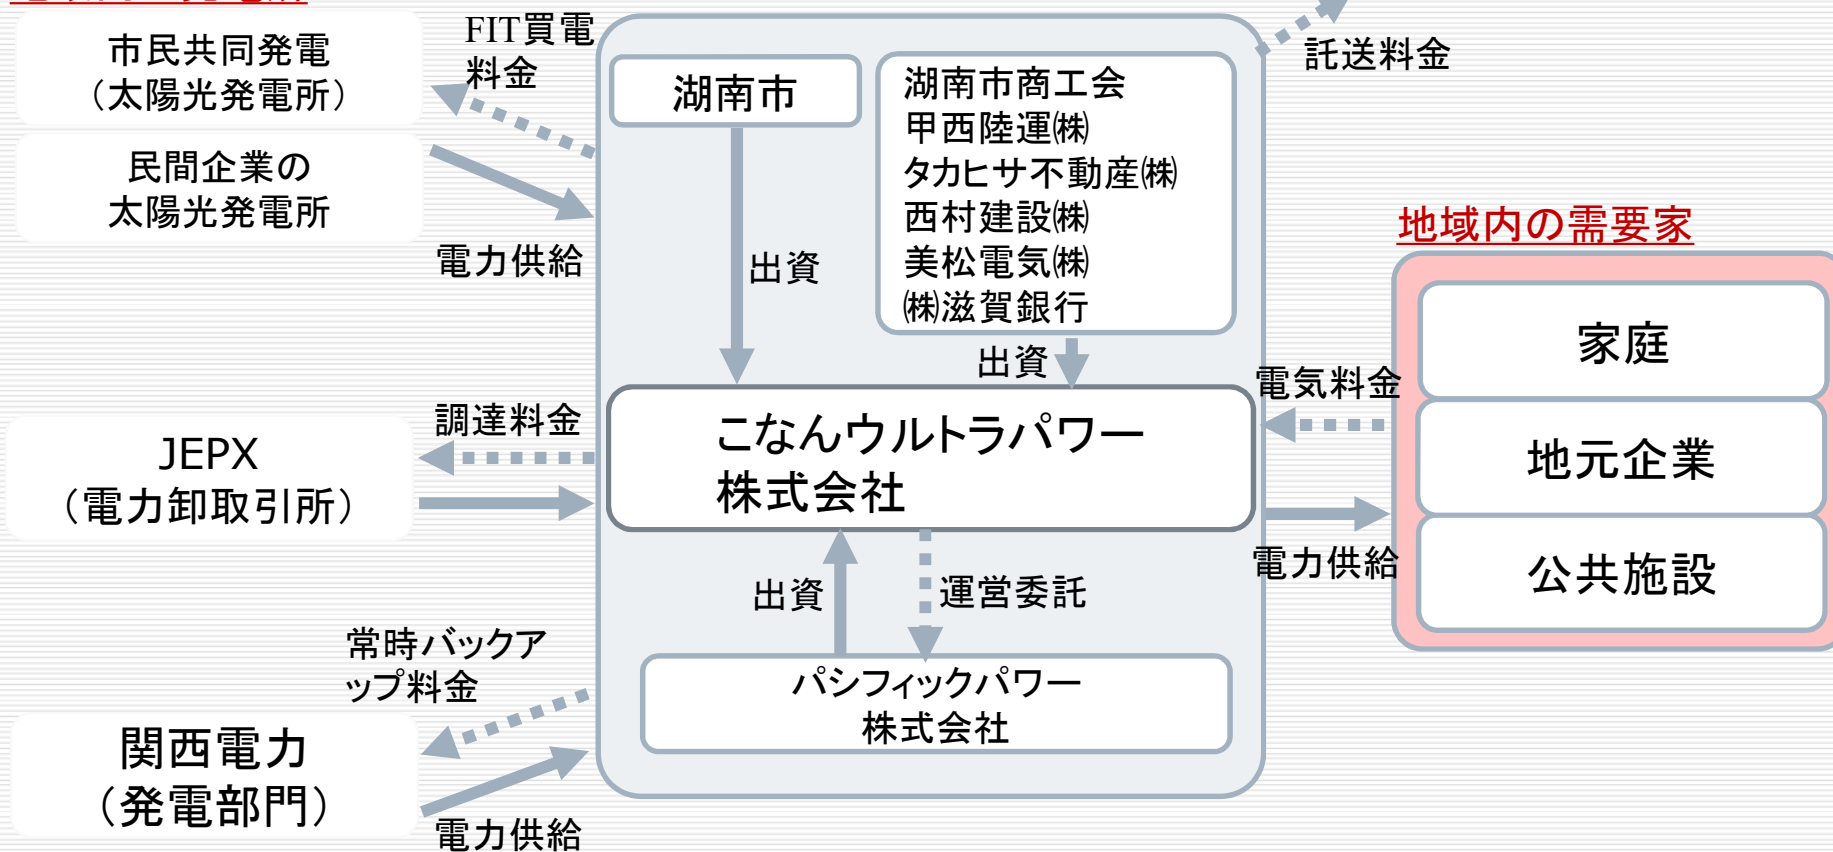 市民共同発電
（太陽光発電所）
民間企業の
太陽光発電所
FIT買電
料金
電力供給
湖南市
出資
湖南市商工会
甲西陸運㈱
タカヒサ不動産㈱
西村建設㈱
美松電気㈱
㈱滋賀銀行
出資
託送料金
地域内の需要家
家庭
地元企業
公共施設
電気料金
電力供給
JEPX
（電力卸取引所）
調達料金
こなんウルトラパワー
株式会社
出資
運営委託
パシフィックパワー
株式会社
常時バックア
ップ料金
関西電力
（発電部門）
電力供給